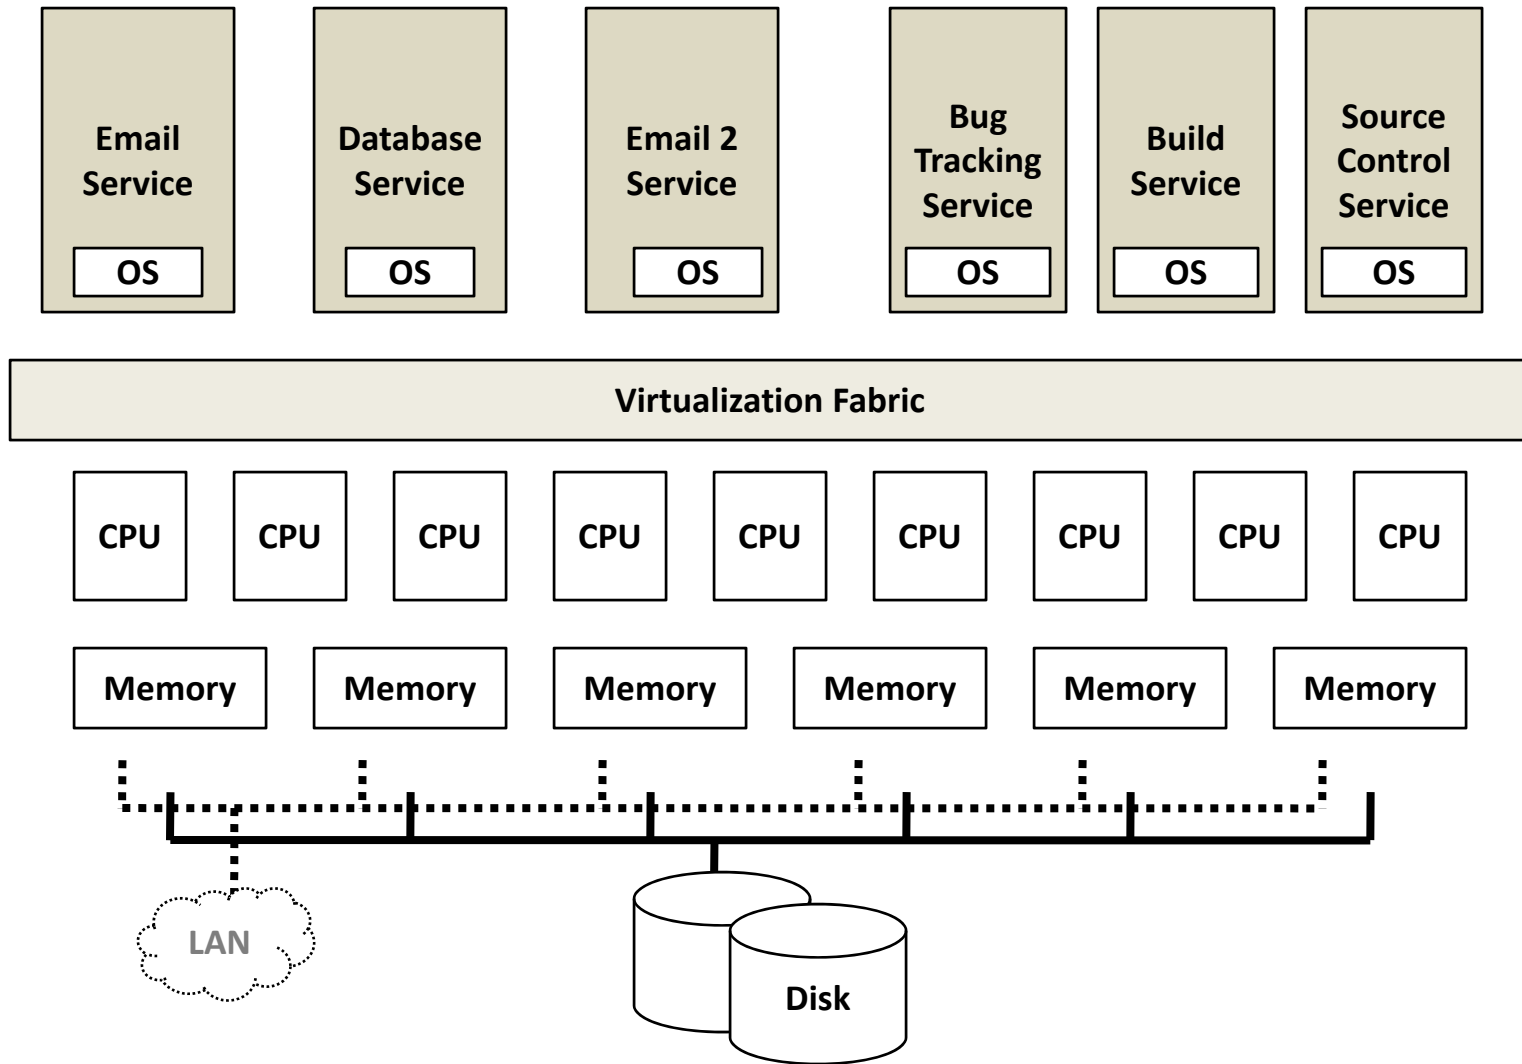 Email
Service
OS
Database
Service
OS
Email 2
Service
OS
Bug
Tracking
Service
OS
Build
Service
OS
Source
Control
Service
OS
Virtualization Fabric
CPU
CPU
CPU
CPU
CPU
CPU
CPU
CPU
CPU
Memory
Memory
Memory
Memory
Memory
Memory
LAN
Disk